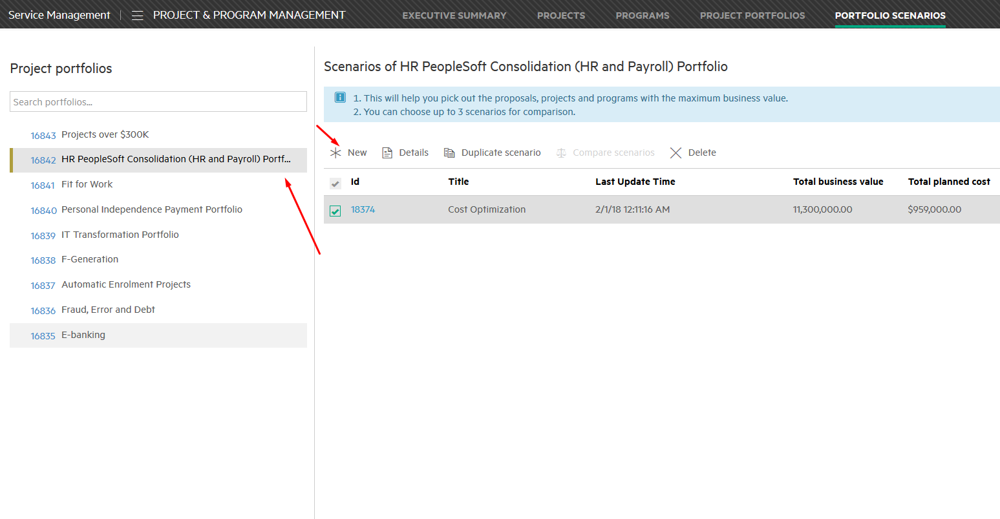 Service Management
PROJECT & PROGRAM MANAGEMENT
EXECUTIVE SUMMARY
PROJECTS
PROGRAMS
PROJECT PORTFOLIOS
PORTFOLIO SCENARIOS
Project portfolios
Search portfolios...
16843 Projects over $300K
16842 HR PeopleSoft Consolidation (HR and Payroll) Portf...
16841 Fit for Work
16840 Personal Independence Payment Portfolio
16839 IT Transformation Portfolio
16838 F-Generation
16837 Automatic Enrolment Projects
16836 Fraud, Error and Debt
16835 E-banking
Scenarios of HR PeopleSoft Consolidation (HR and Payroll) Portfolio
1. This will help you pick out the proposals, projects and programs with the maximum business value.
2. You can choose up to 3 scenarios for comparison.
New Details Duplicate scenario Compare scenarios Delete
Id Title Last Update Time Total business value Total planned cost
18374 Cost Optimization 2/1/18 12:11:16 AM 11,300,000.00 $959,000.00